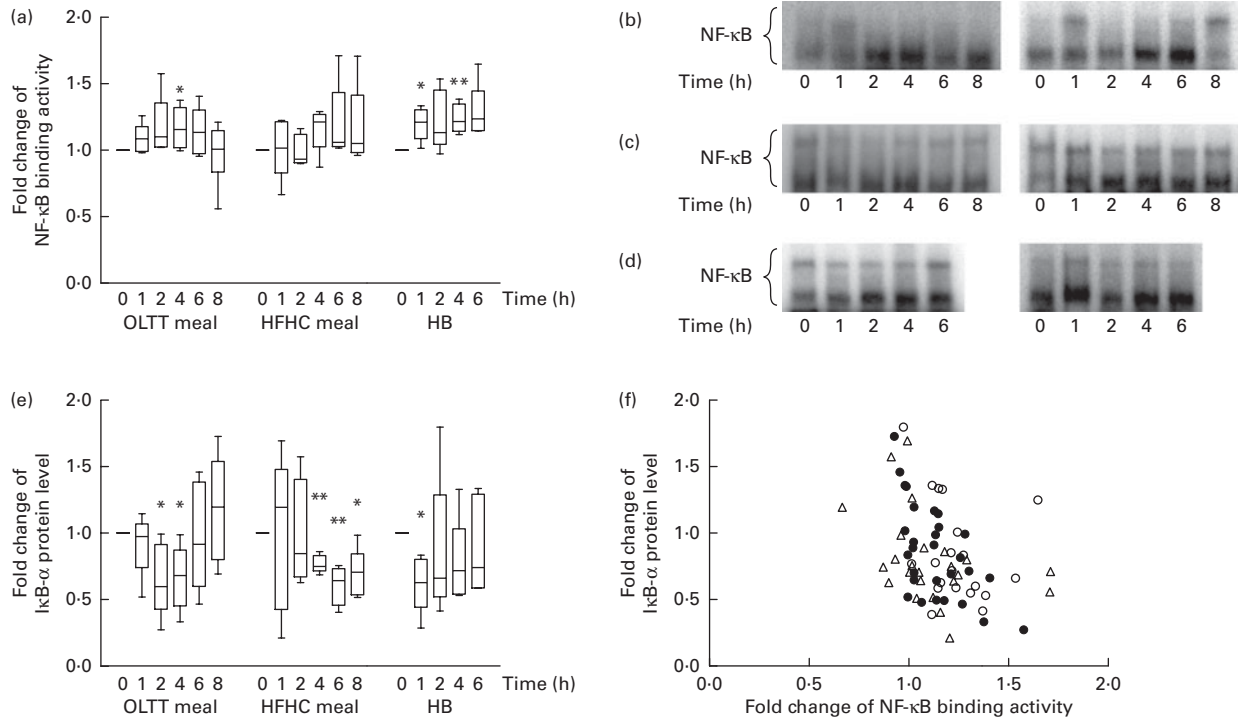 (a)
2·0
1·5
1·0
0·5
0·0
Fold change of
NF-κB binding activity
*
*
**
0 1 2 4 6 8 0 1 2 4 6 8 0 1 2 4 6 Time (h)
OLTT meal HFHC meal HB
(b)
NF-κB
Time (h) 0 1 2 4 6 8 0 1 2 4 6 8
(c)
NF-κB
Time (h) 0 1 2 4 6 8 0 1 2 4 6 8
(d)
NF-κB
Time (h) 0 1 2 4 6 0 1 2 4 6
(e)
2·0
1·5
1·0
0·5
0·0
Fold change of
IκB-α protein level
* *
**
**
*
*
0 1 2 4 6 8 0 1 2 4 6 8 0 1 2 4 6 Time (h)
OLTT meal HFHC meal HB
(f)
2·0
1·5
1·0
0·5
0·0
Fold change of
IκB-α protein level
0·0 0·5 1·0 1·5 2·0
Fold change of NF-κB binding activity